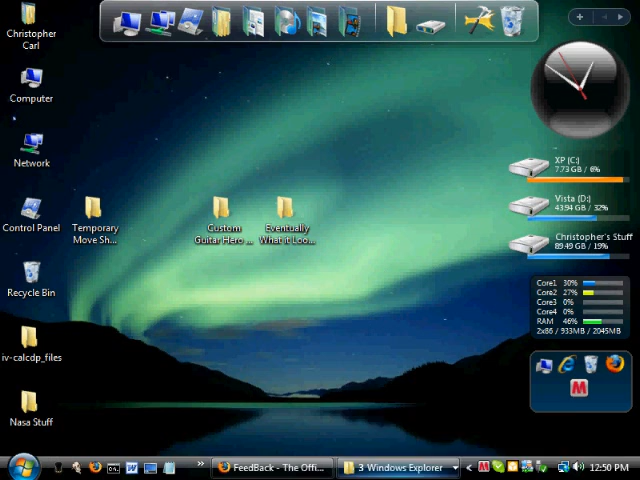 Christopher
Carl
Computer
Network
Control Panel
Recycle Bin
iv-calcdp_files
Nasa Stuff
Temporary
Move Sh...
Custom
Guitar Hero ...
Eventually
What it Loo...
XP (C:)
7.73 GB / 6%
Vista (D:)
43.94 GB / 32%
Christopher's Stuff
89.49 GB / 19%
Core1 30%
Core2 27%
Core3 0%
Core4 0%
RAM 46%
2x86 / 933MB / 2045MB
FeedBack - The Offi...
3 Windows Explorer
12:50 PM